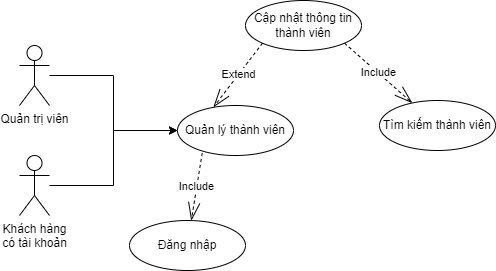 Cập nhật thông tin
thành viên
Extend
Include
Quản trị viên
Quản lý thành viên
Tìm kiếm thành viên
Include
Khách hàng
có tài khoản
Đăng nhập